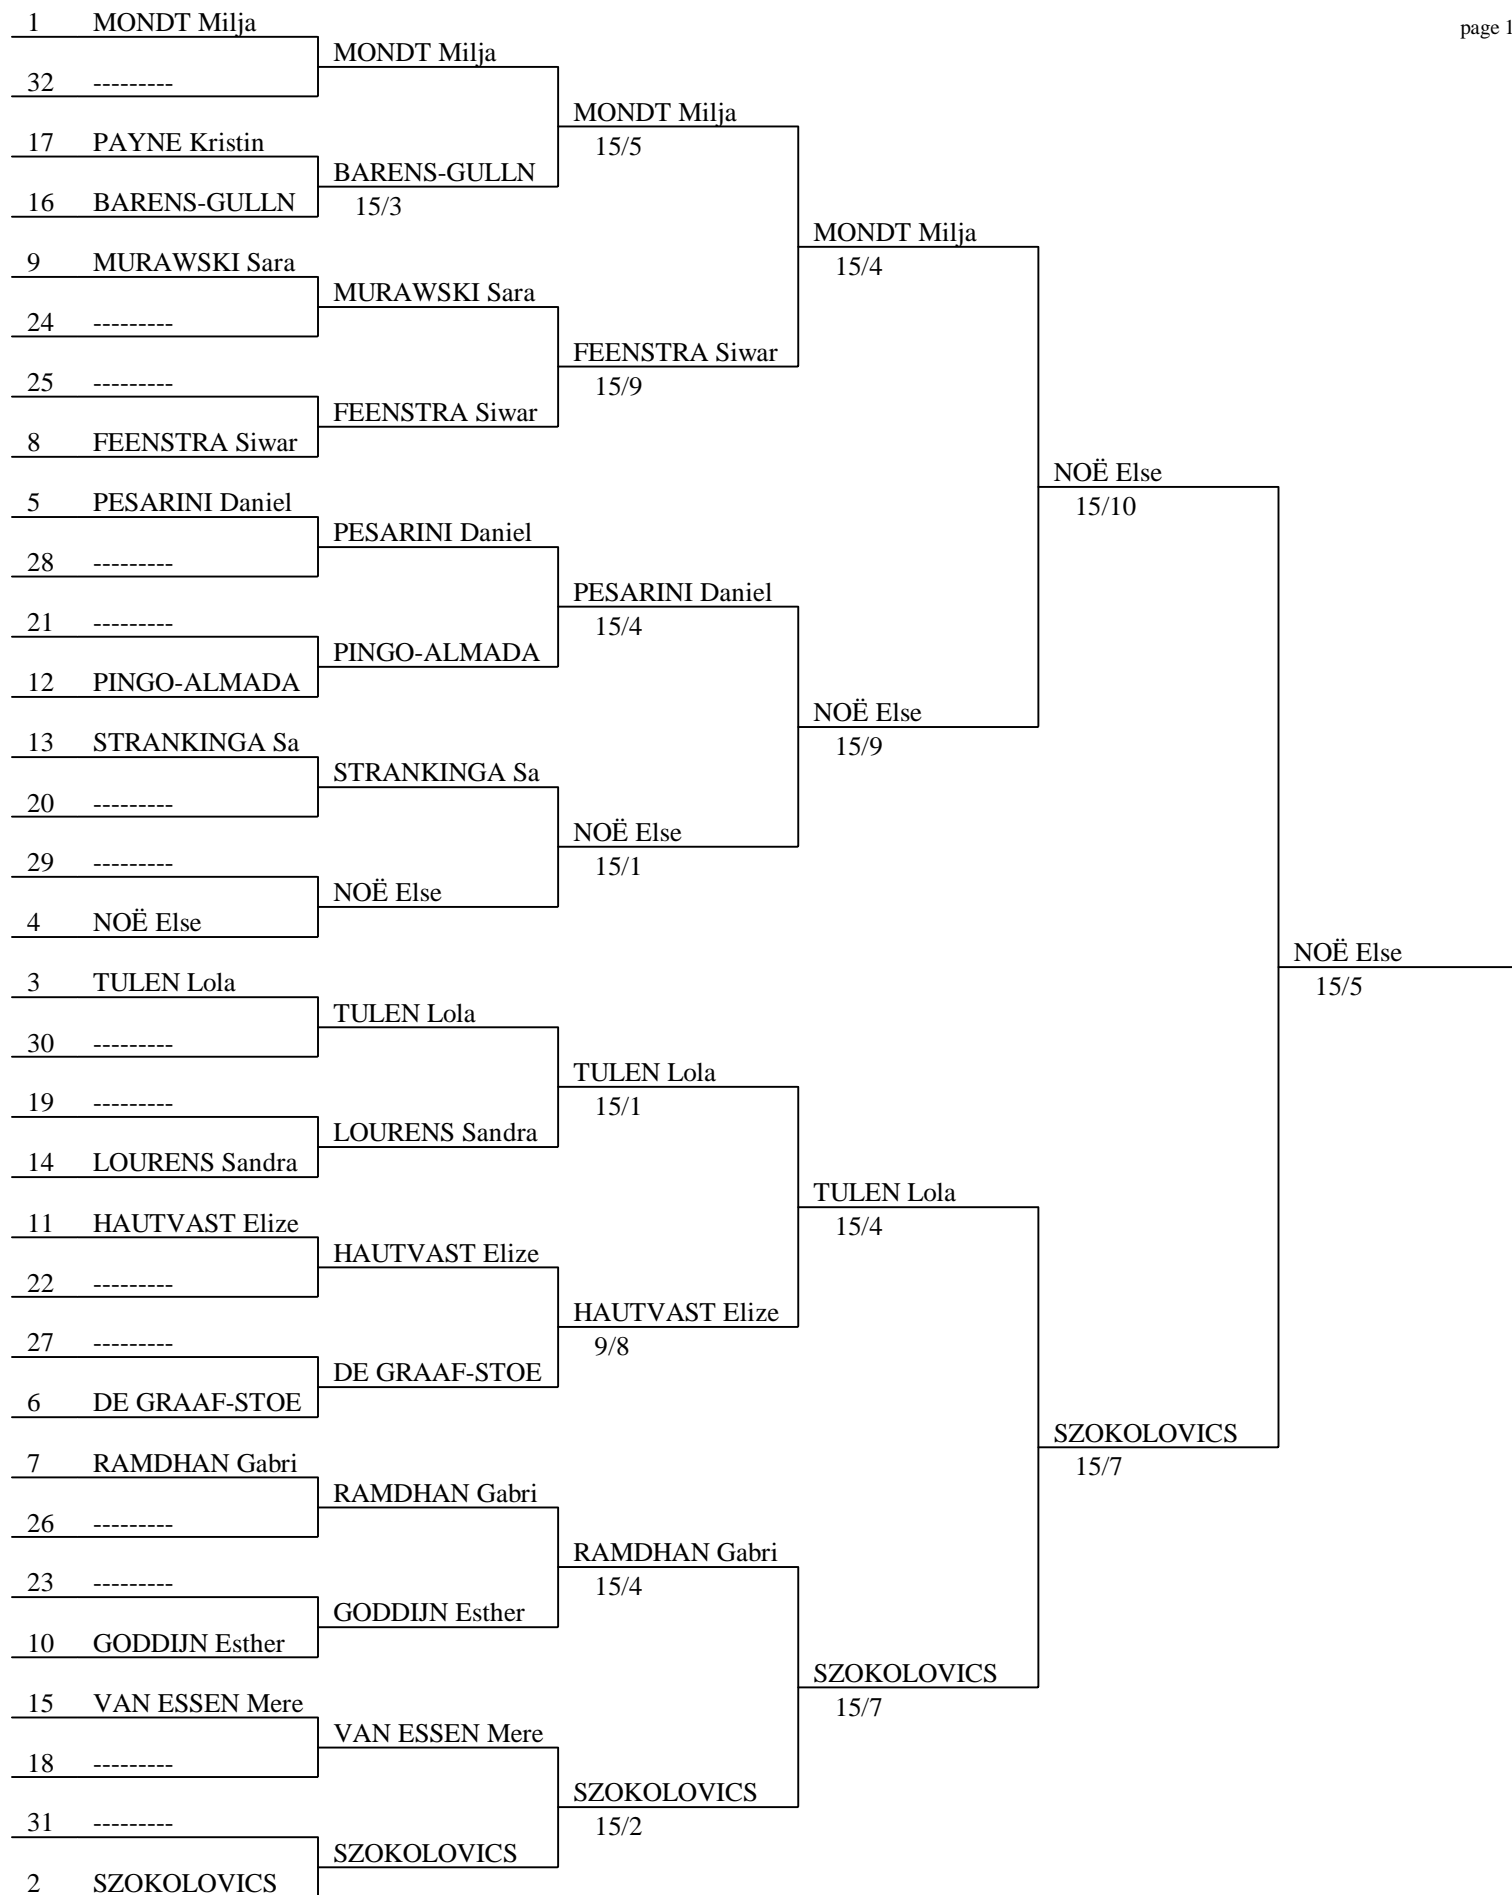 page 1
1 MONDT Milja
32 ---------
17 PAYNE Kristin
16 BARENS-GULLN
9 MURAWSKI Sara
24 ---------
25 ---------
8 FEENSTRA Siwar
5 PESARINI Daniel
28 ---------
21 ---------
12 PINGO-ALMADA
13 STRANKINGA Sa
20 ---------
29 ---------
4 NOË Else
3 TULEN Lola
30 ---------
19 ---------
14 LOURENS Sandra
11 HAUTVAST Elize
22 ---------
27 ---------
6 DE GRAAF-STOE
7 RAMDHAN Gabri
26 ---------
23 ---------
10 GODDIJN Esther
15 VAN ESSEN Mere
18 ---------
31 ---------
2 SZOKOLOVICS
MONDT Milja
BARENS-GULLN
15/3
MURAWSKI Sara
FEENSTRA Siwar
PESARINI Daniel
PINGO-ALMADA
STRANKINGA Sa
NOË Else
TULEN Lola
LOURENS Sandra
HAUTVAST Elize
DE GRAAF-STOE
RAMDHAN Gabri
GODDIJN Esther
VAN ESSEN Mere
SZOKOLOVICS
MONDT Milja
15/5
FEENSTRA Siwar
15/9
PESARINI Daniel
15/4
NOË Else
15/1
TULEN Lola
15/1
HAUTVAST Elize
9/8
RAMDHAN Gabri
15/4
SZOKOLOVICS
15/2
MONDT Milja
15/4
NOË Else
15/9
TULEN Lola
15/4
SZOKOLOVICS
15/7
NOË Else
15/10
SZOKOLOVICS
15/7
NOË Else
15/5